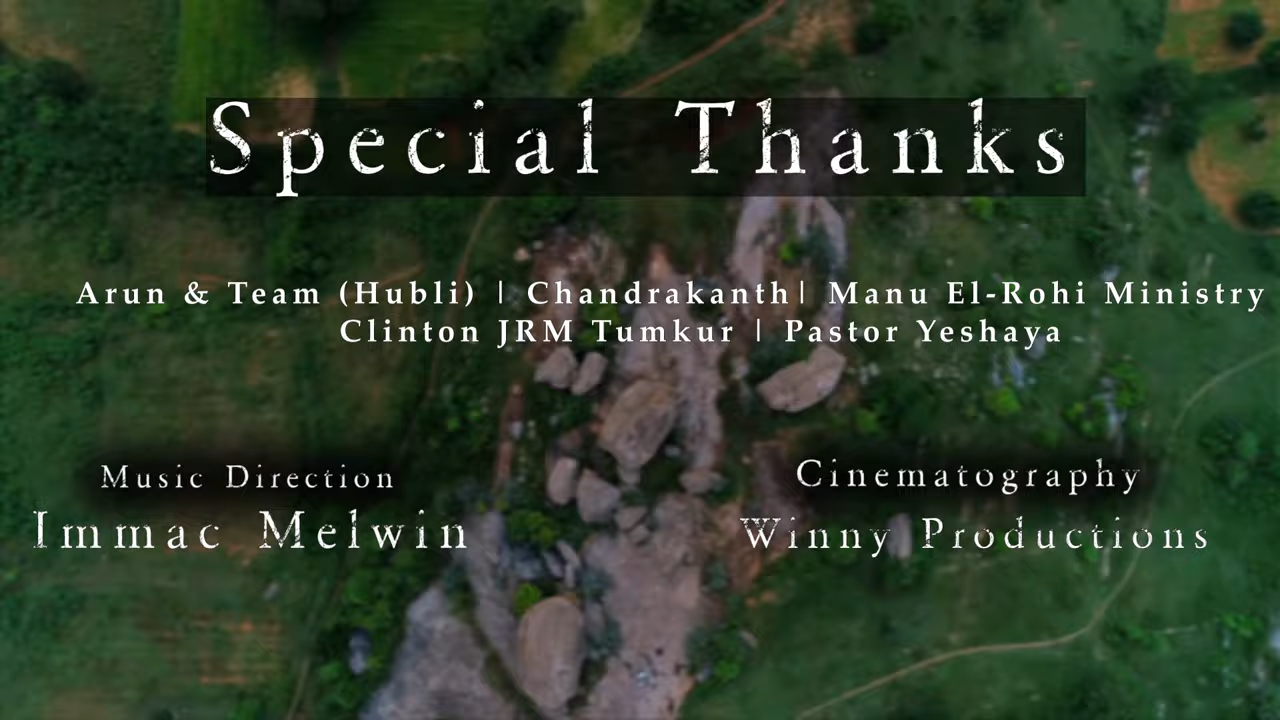 Special Thanks
Arun & Team (Hubli) | Chandrakanth| Manu El-Rohi Ministry
Clinton JRM Tumkur | Pastor Yeshaya
Music Direction
Immac Melwin
Cinematography
Winny Productions